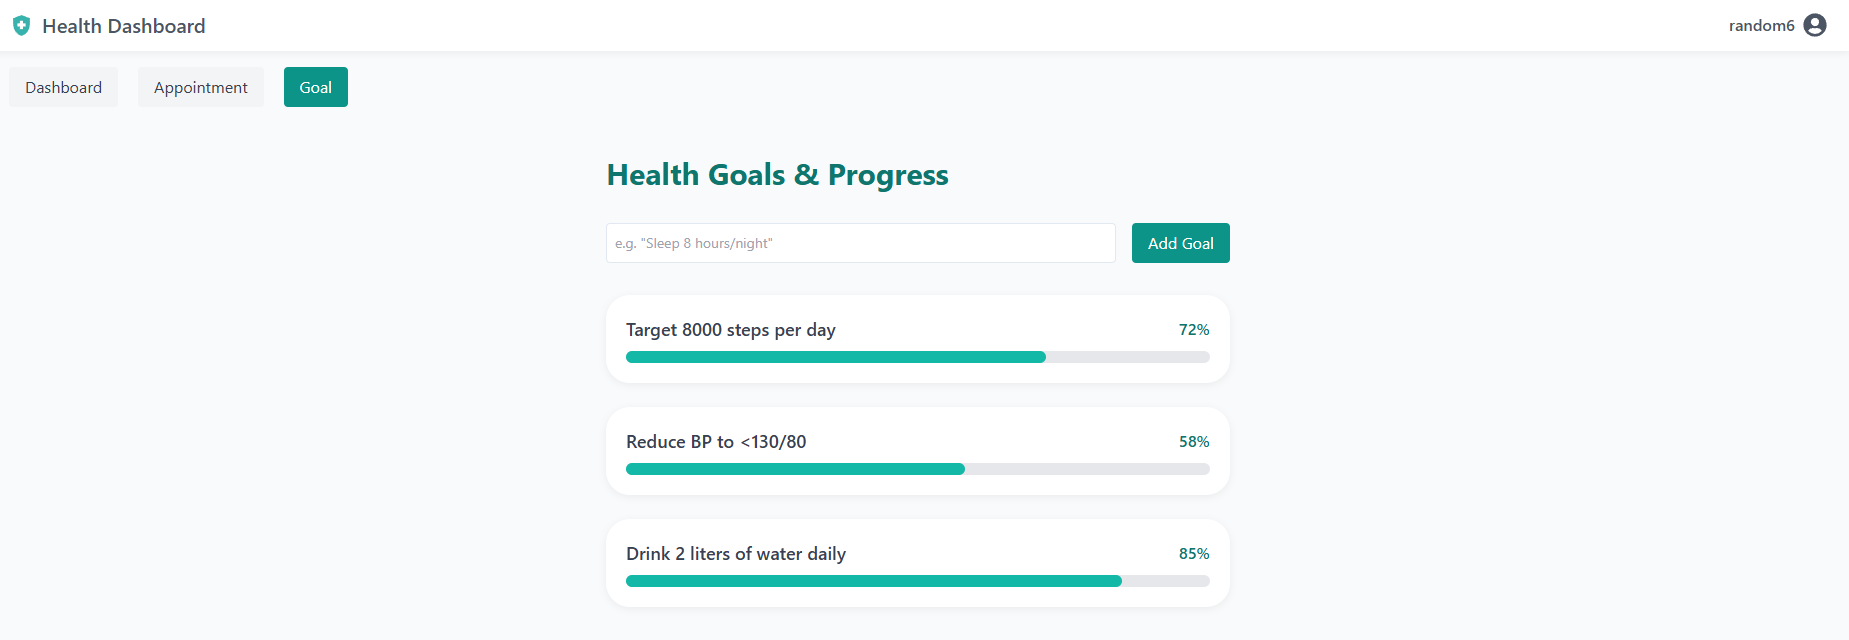 Health Dashboard
random6
Dashboard
Appointment
Goal
Health Goals & Progress
e.g. "Sleep 8 hours/night"
Add Goal
Target 8000 steps per day
72%
Reduce BP to <130/80
58%
Drink 2 liters of water daily
85%